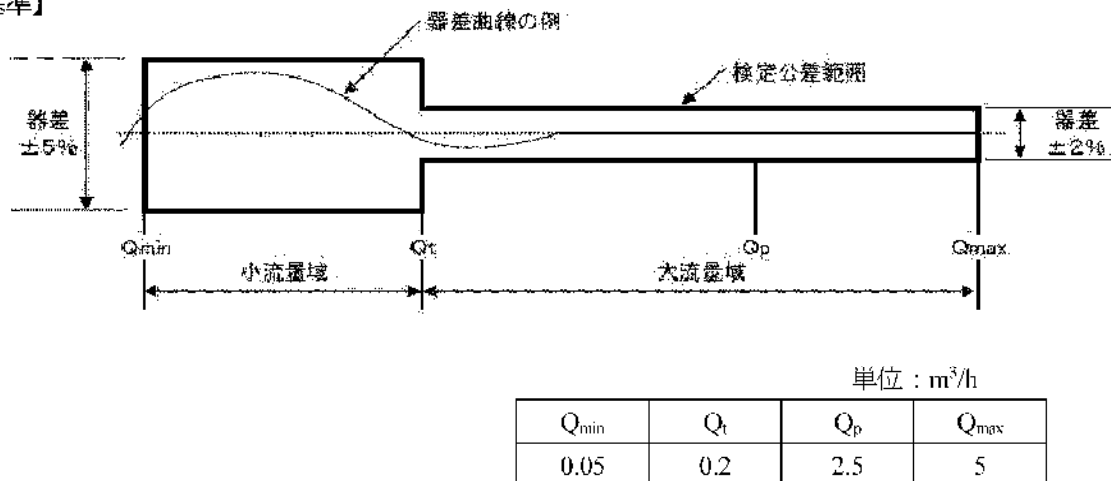 準】
器差曲線の例
検定公差範囲
器差
±5%
器差
±2%
Qmin
Qt
Qp
Qmax
小流量域
大流量域
単位：m³/h
Qmin Qt Qp Qmax
0.05 0.2 2.5 5